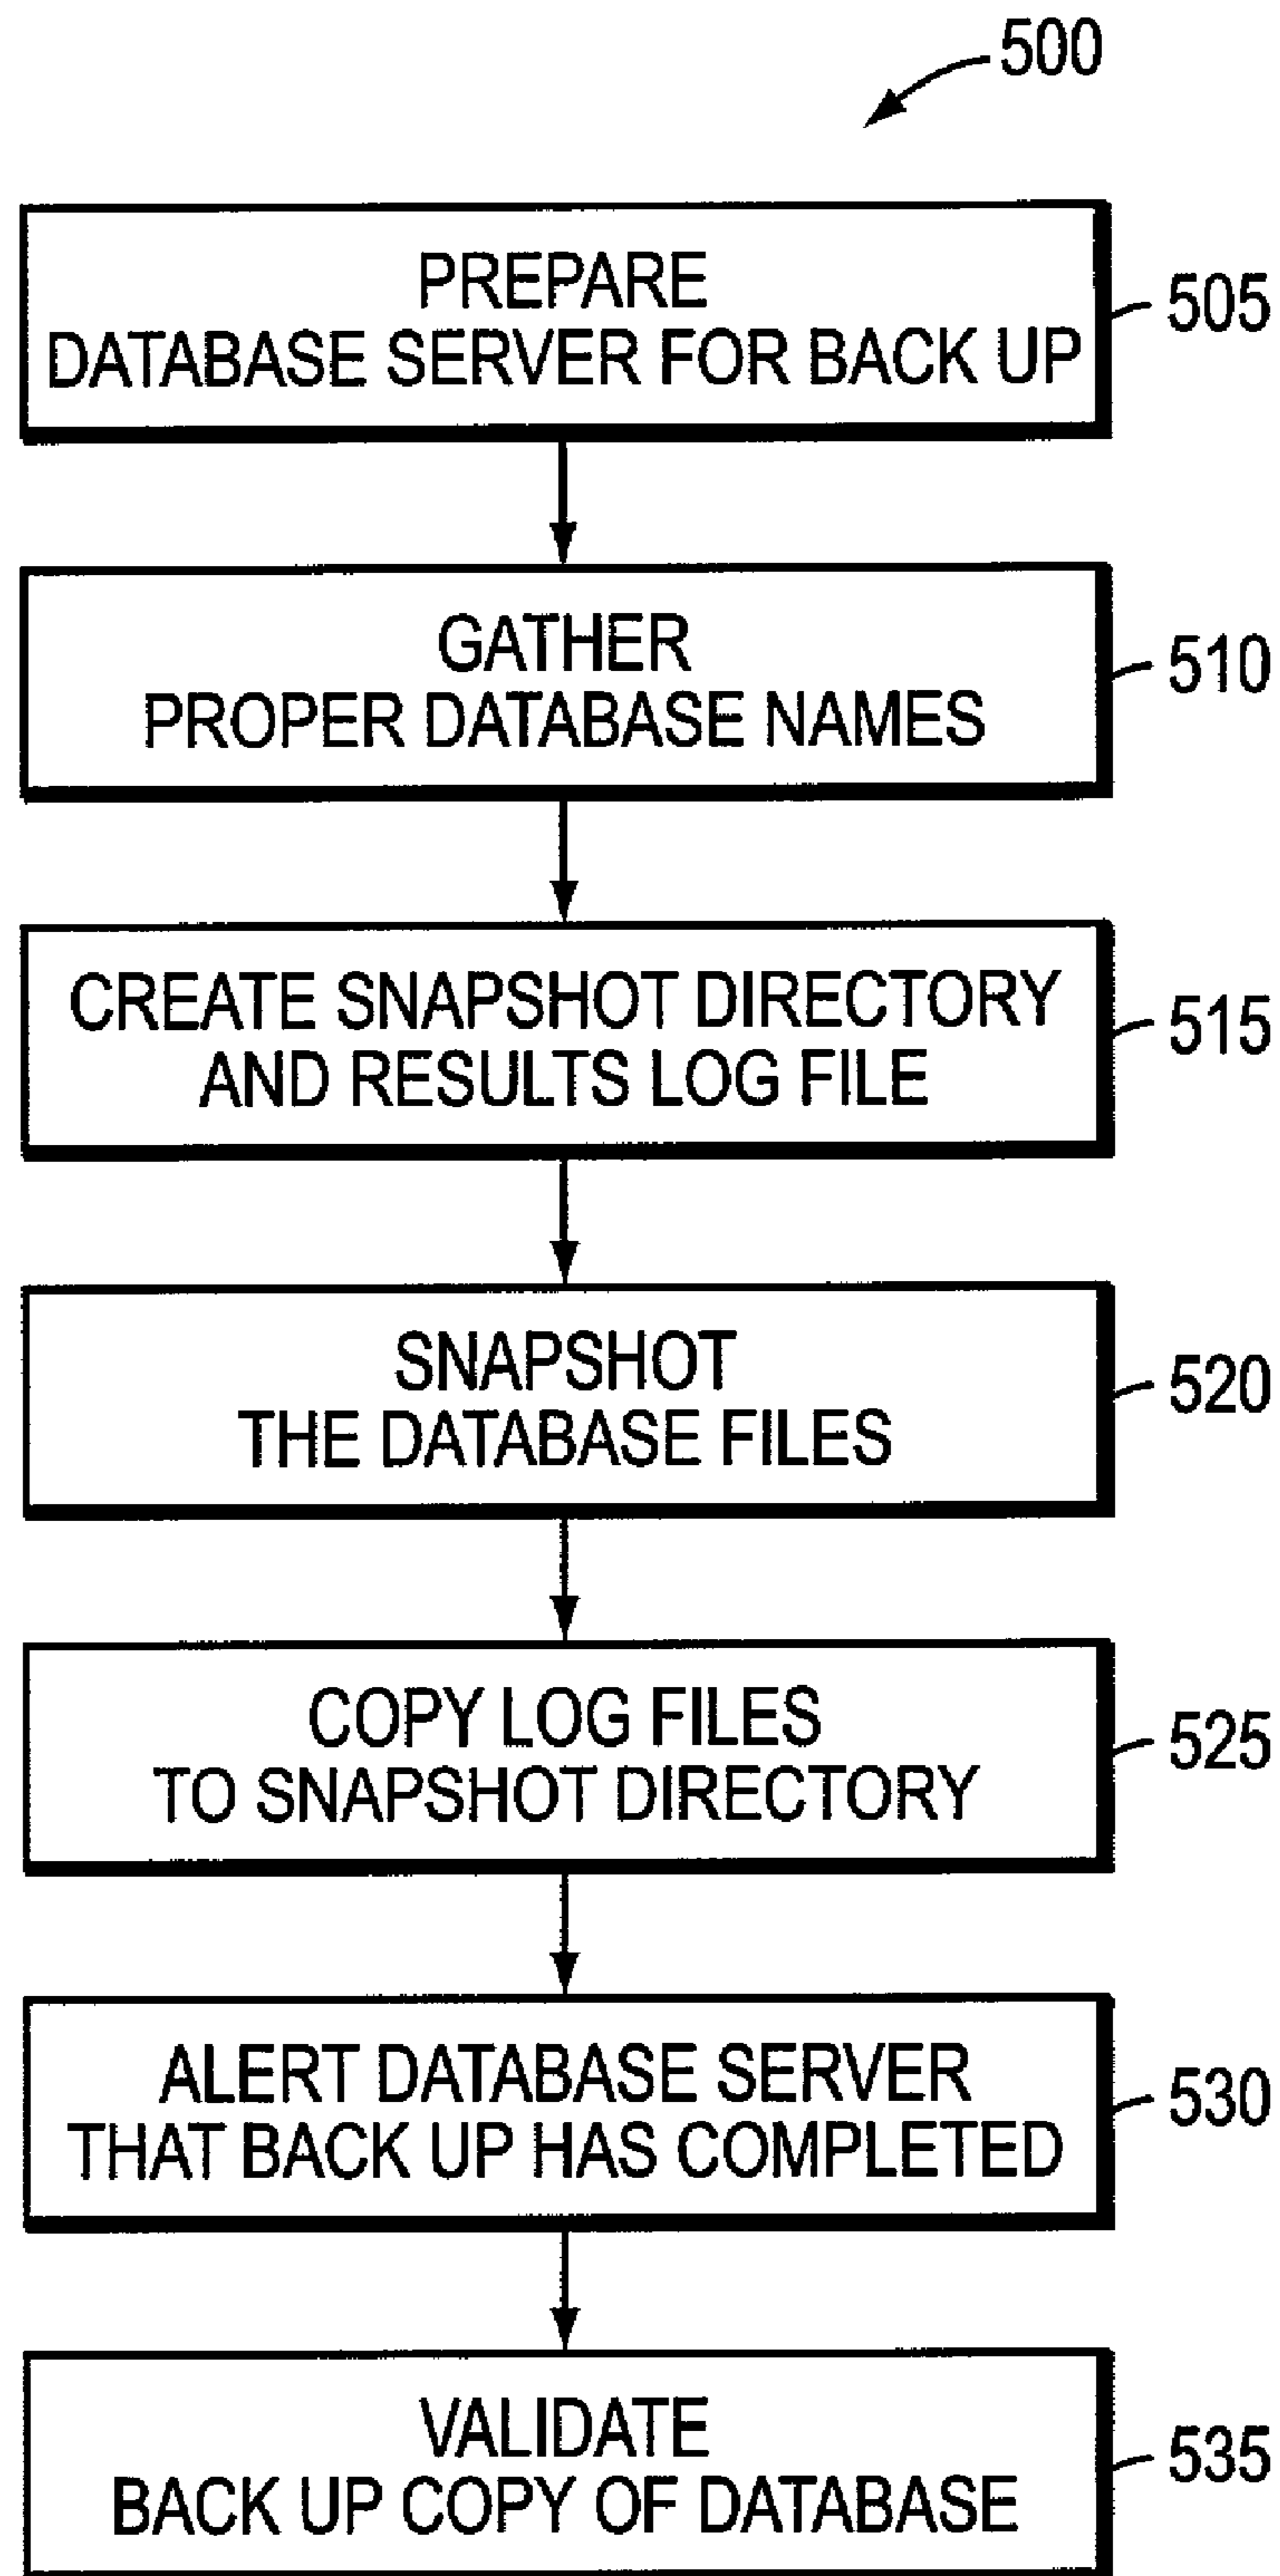 500
PREPARE
DATABASE SERVER FOR BACK UP
505
GATHER
PROPER DATABASE NAMES
510
CREATE SNAPSHOT DIRECTORY
AND RESULTS LOG FILE
515
SNAPSHOT
THE DATABASE FILES
520
COPY LOG FILES
TO SNAPSHOT DIRECTORY
525
ALERT DATABASE SERVER
THAT BACK UP HAS COMPLETED
530
VALIDATE
BACK UP COPY OF DATABASE
535